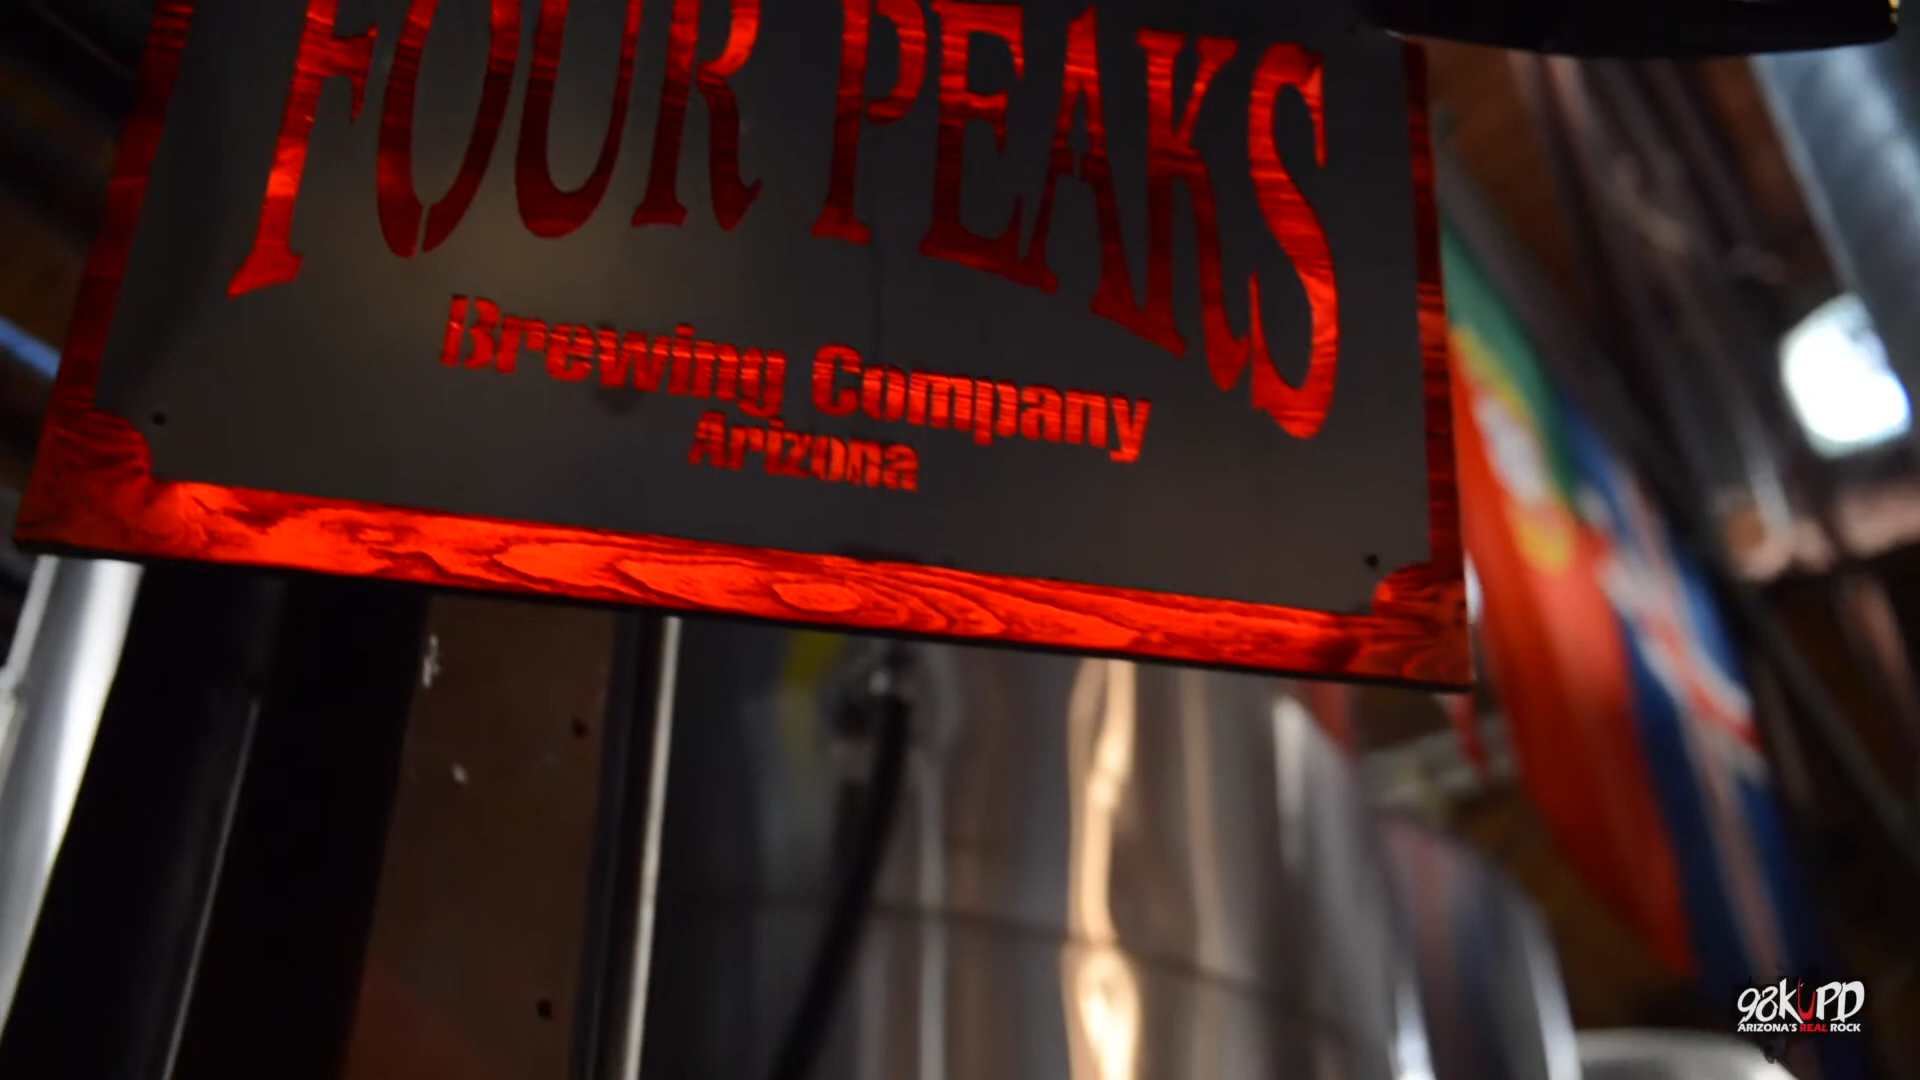 FOUR PEAKS
Brewing Company
Arizona
98KUPD
ARIZONA'S REAL ROCK